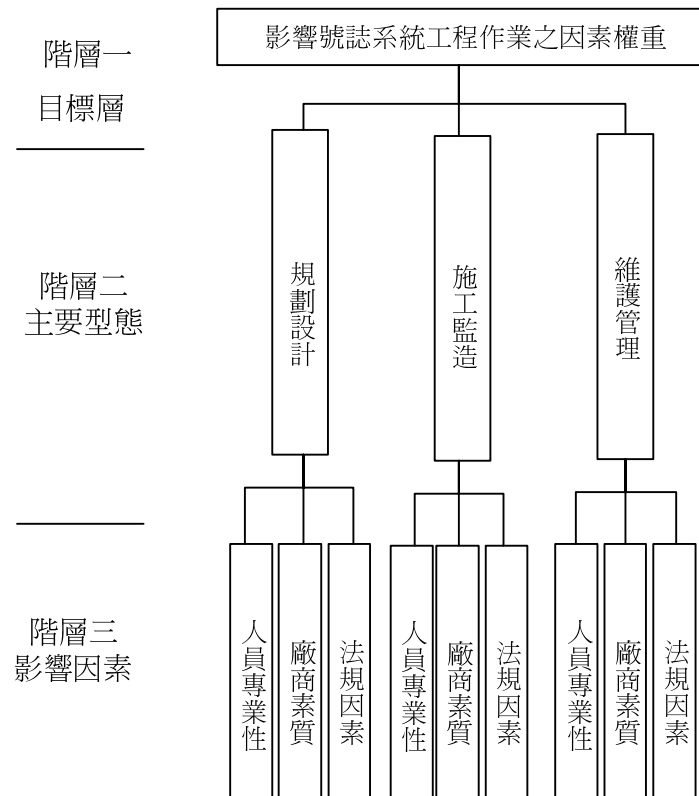 影響號誌系統工程作業之因素權重
階層一
目標層
階層二
主要型態
規劃設計
施工監造
維護管理
階層三
影響因素
人員專業性
廠商素質
法規因素
人員專業性
廠商素質
法規因素
人員專業性
廠商素質
法規因素